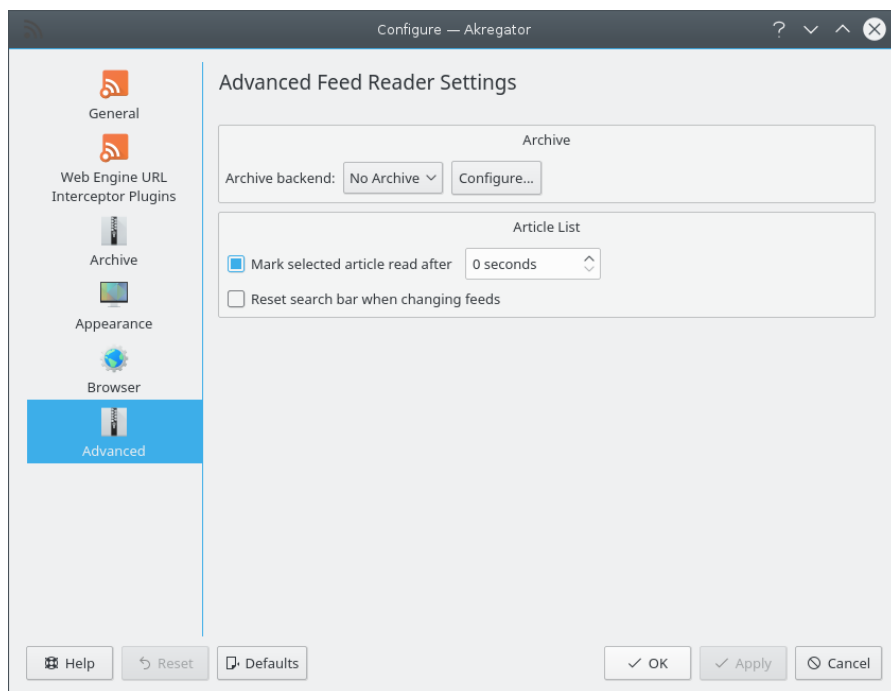 Configure — Akregator
General
Web Engine URL
Interceptor Plugins
Archive
Appearance
Browser
Advanced
Advanced Feed Reader Settings
Archive
Archive backend: No Archive Configure...
Article List
Mark selected article read after 0 seconds
Reset search bar when changing feeds
Help Reset Defaults OK Apply Cancel